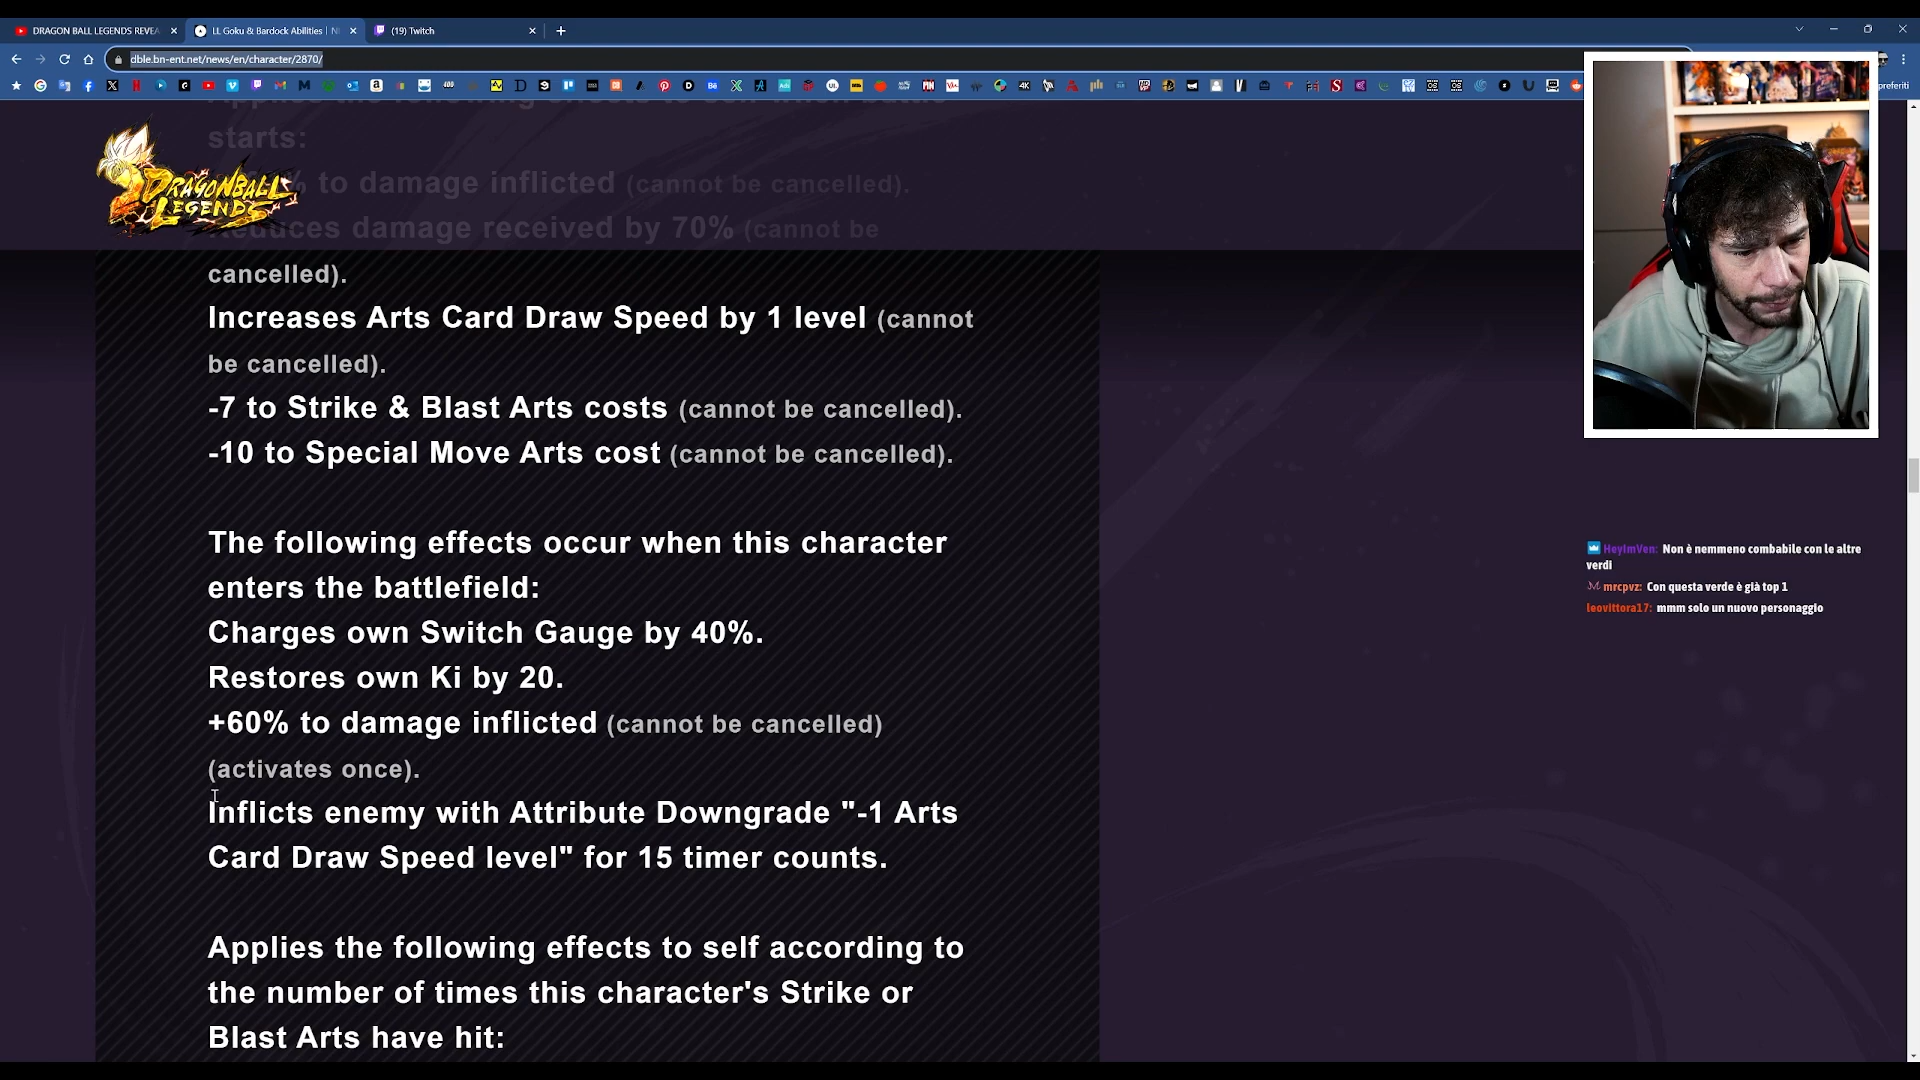 DRAGON BALL LEGENDS REVEA
LL Goku & Bardock Abilities
(19) Twitch
dble.bn-ent.net/news/en/character/2870/
preferiti
starts:
DRAGONBALL
LEGENDS
% to damage inflicted (cannot be cancelled).
Reduces damage received by 70% (cannot be
cancelled).
Increases Arts Card Draw Speed by 1 level (cannot
be cancelled).
-7 to Strike & Blast Arts costs (cannot be cancelled).
-10 to Special Move Arts cost (cannot be cancelled).
The following effects occur when this character
enters the battlefield:
Charges own Switch Gauge by 40%.
Restores own Ki by 20.
+60% to damage inflicted (cannot be cancelled)
(activates once).
Inflicts enemy with Attribute Downgrade "-1 Arts
Card Draw Speed level" for 15 timer counts.
Applies the following effects to self according to
the number of times this character's Strike or
Blast Arts have hit:
HeyImVen: Non è nemmeno combabile con le altre
verdi
mrcpvz: Con questa verde è già top 1
leovittora17: mmm solo un nuovo personaggio